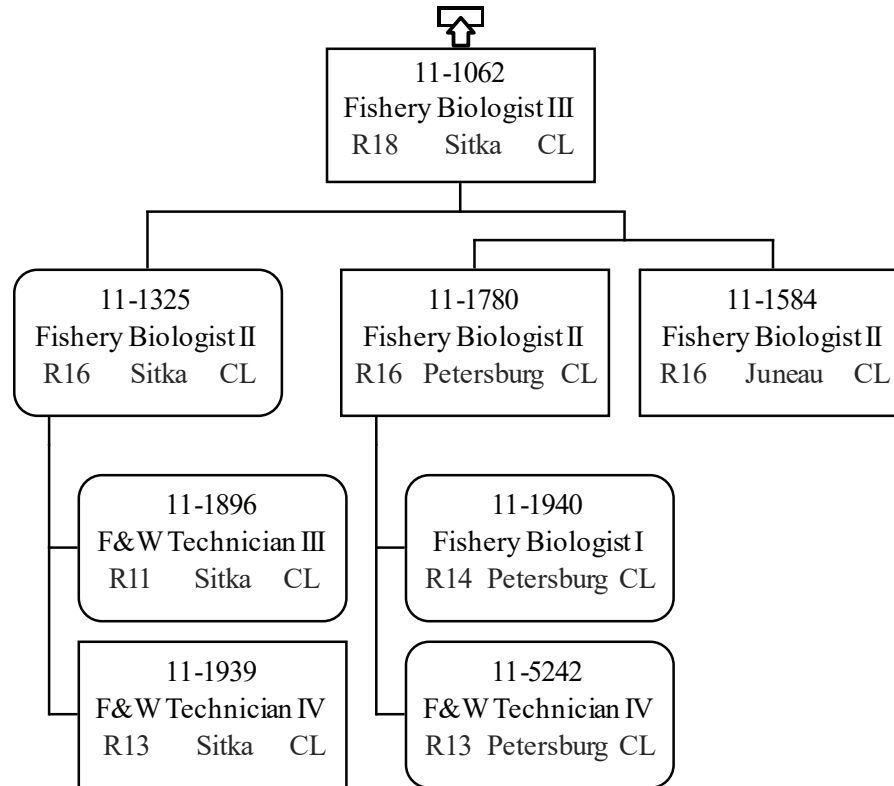 11-1062
Fishery Biologist III
R18 Sitka CL
11-1325
Fishery Biologist II
R16 Sitka CL
11-1780
Fishery Biologist II
R16 Petersburg CL
11-1584
Fishery Biologist II
R16 Juneau CL
11-1896
F&W Technician III
R11 Sitka CL
11-1940
Fishery Biologist I
R14 Petersburg CL
11-1939
F&W Technician IV
R13 Sitka CL
11-5242
F&W Technician IV
R13 Petersburg CL